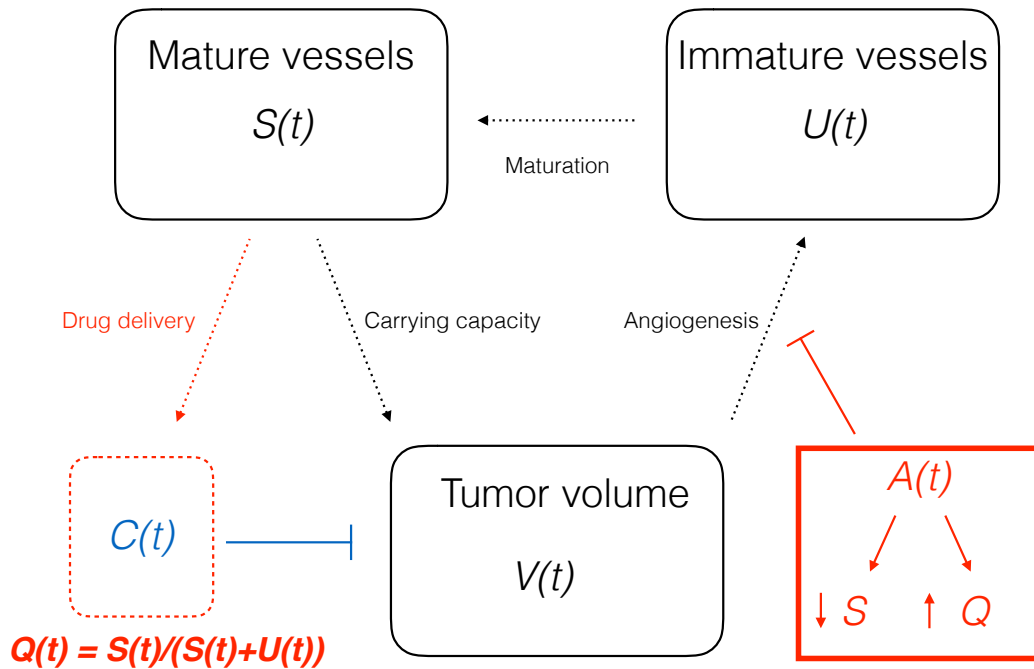 Mature vessels
S(t)
Immature vessels
U(t)
Maturation
Drug delivery
Carrying capacity
Angiogenesis
C(t)
Tumor volume
V(t)
A(t)
↓ S ↑ Q
Q(t) = S(t)/(S(t)+U(t))